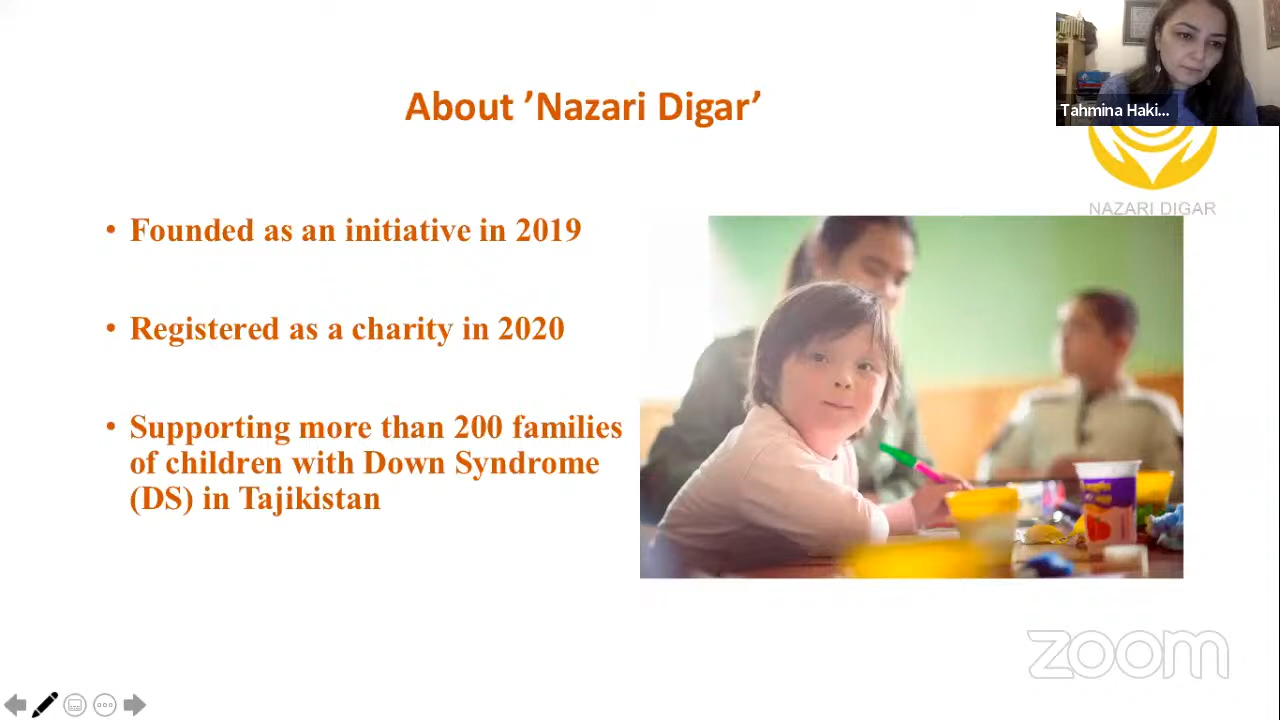 About ’Nazari Digar’
Tahmina Haki...
NAZARI DIGAR
• Founded as an initiative in 2019
• Registered as a charity in 2020
• Supporting more than 200 families
of children with Down Syndrome
(DS) in Tajikistan
zoom